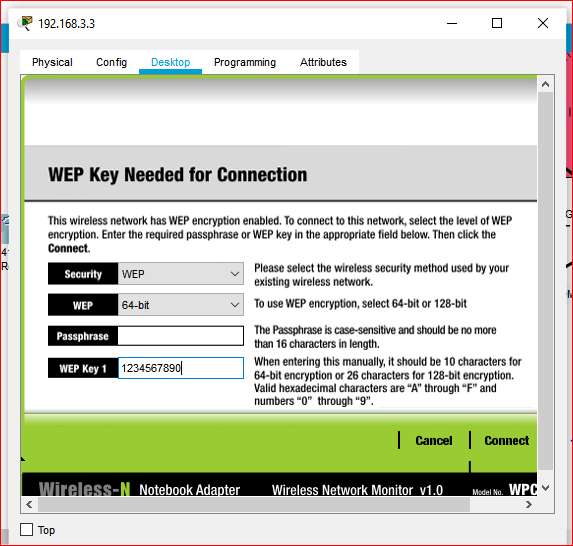 192.168.3.3
Physical Config Desktop Programming Attributes
WEP Key Needed for Connection
This wireless network has WEP encryption enabled. To connect to this network, select the level of WEP
encryption. Enter the required passphrase or WEP key in the appropriate field below. Then click the
Connect.
Security WEP
Please select the wireless security method used by your
existing wireless network.
WEP 64-bit
To use WEP encryption, select 64-bit or 128-bit
Passphrase
The Passphrase is case-sensitive and should be no more
than 16 characters in length.
WEP Key 1 1234567890
When entering this manually, it should be 10 characters for
64-bit encryption or 26 characters for 128-bit encryption.
Valid hexadecimal characters are “A” through “F” and
numbers “0” through “9”.
Cancel Connect
Wireless-N Notebook Adapter Wireless Network Monitor v1.0 Model No. WPC
Top